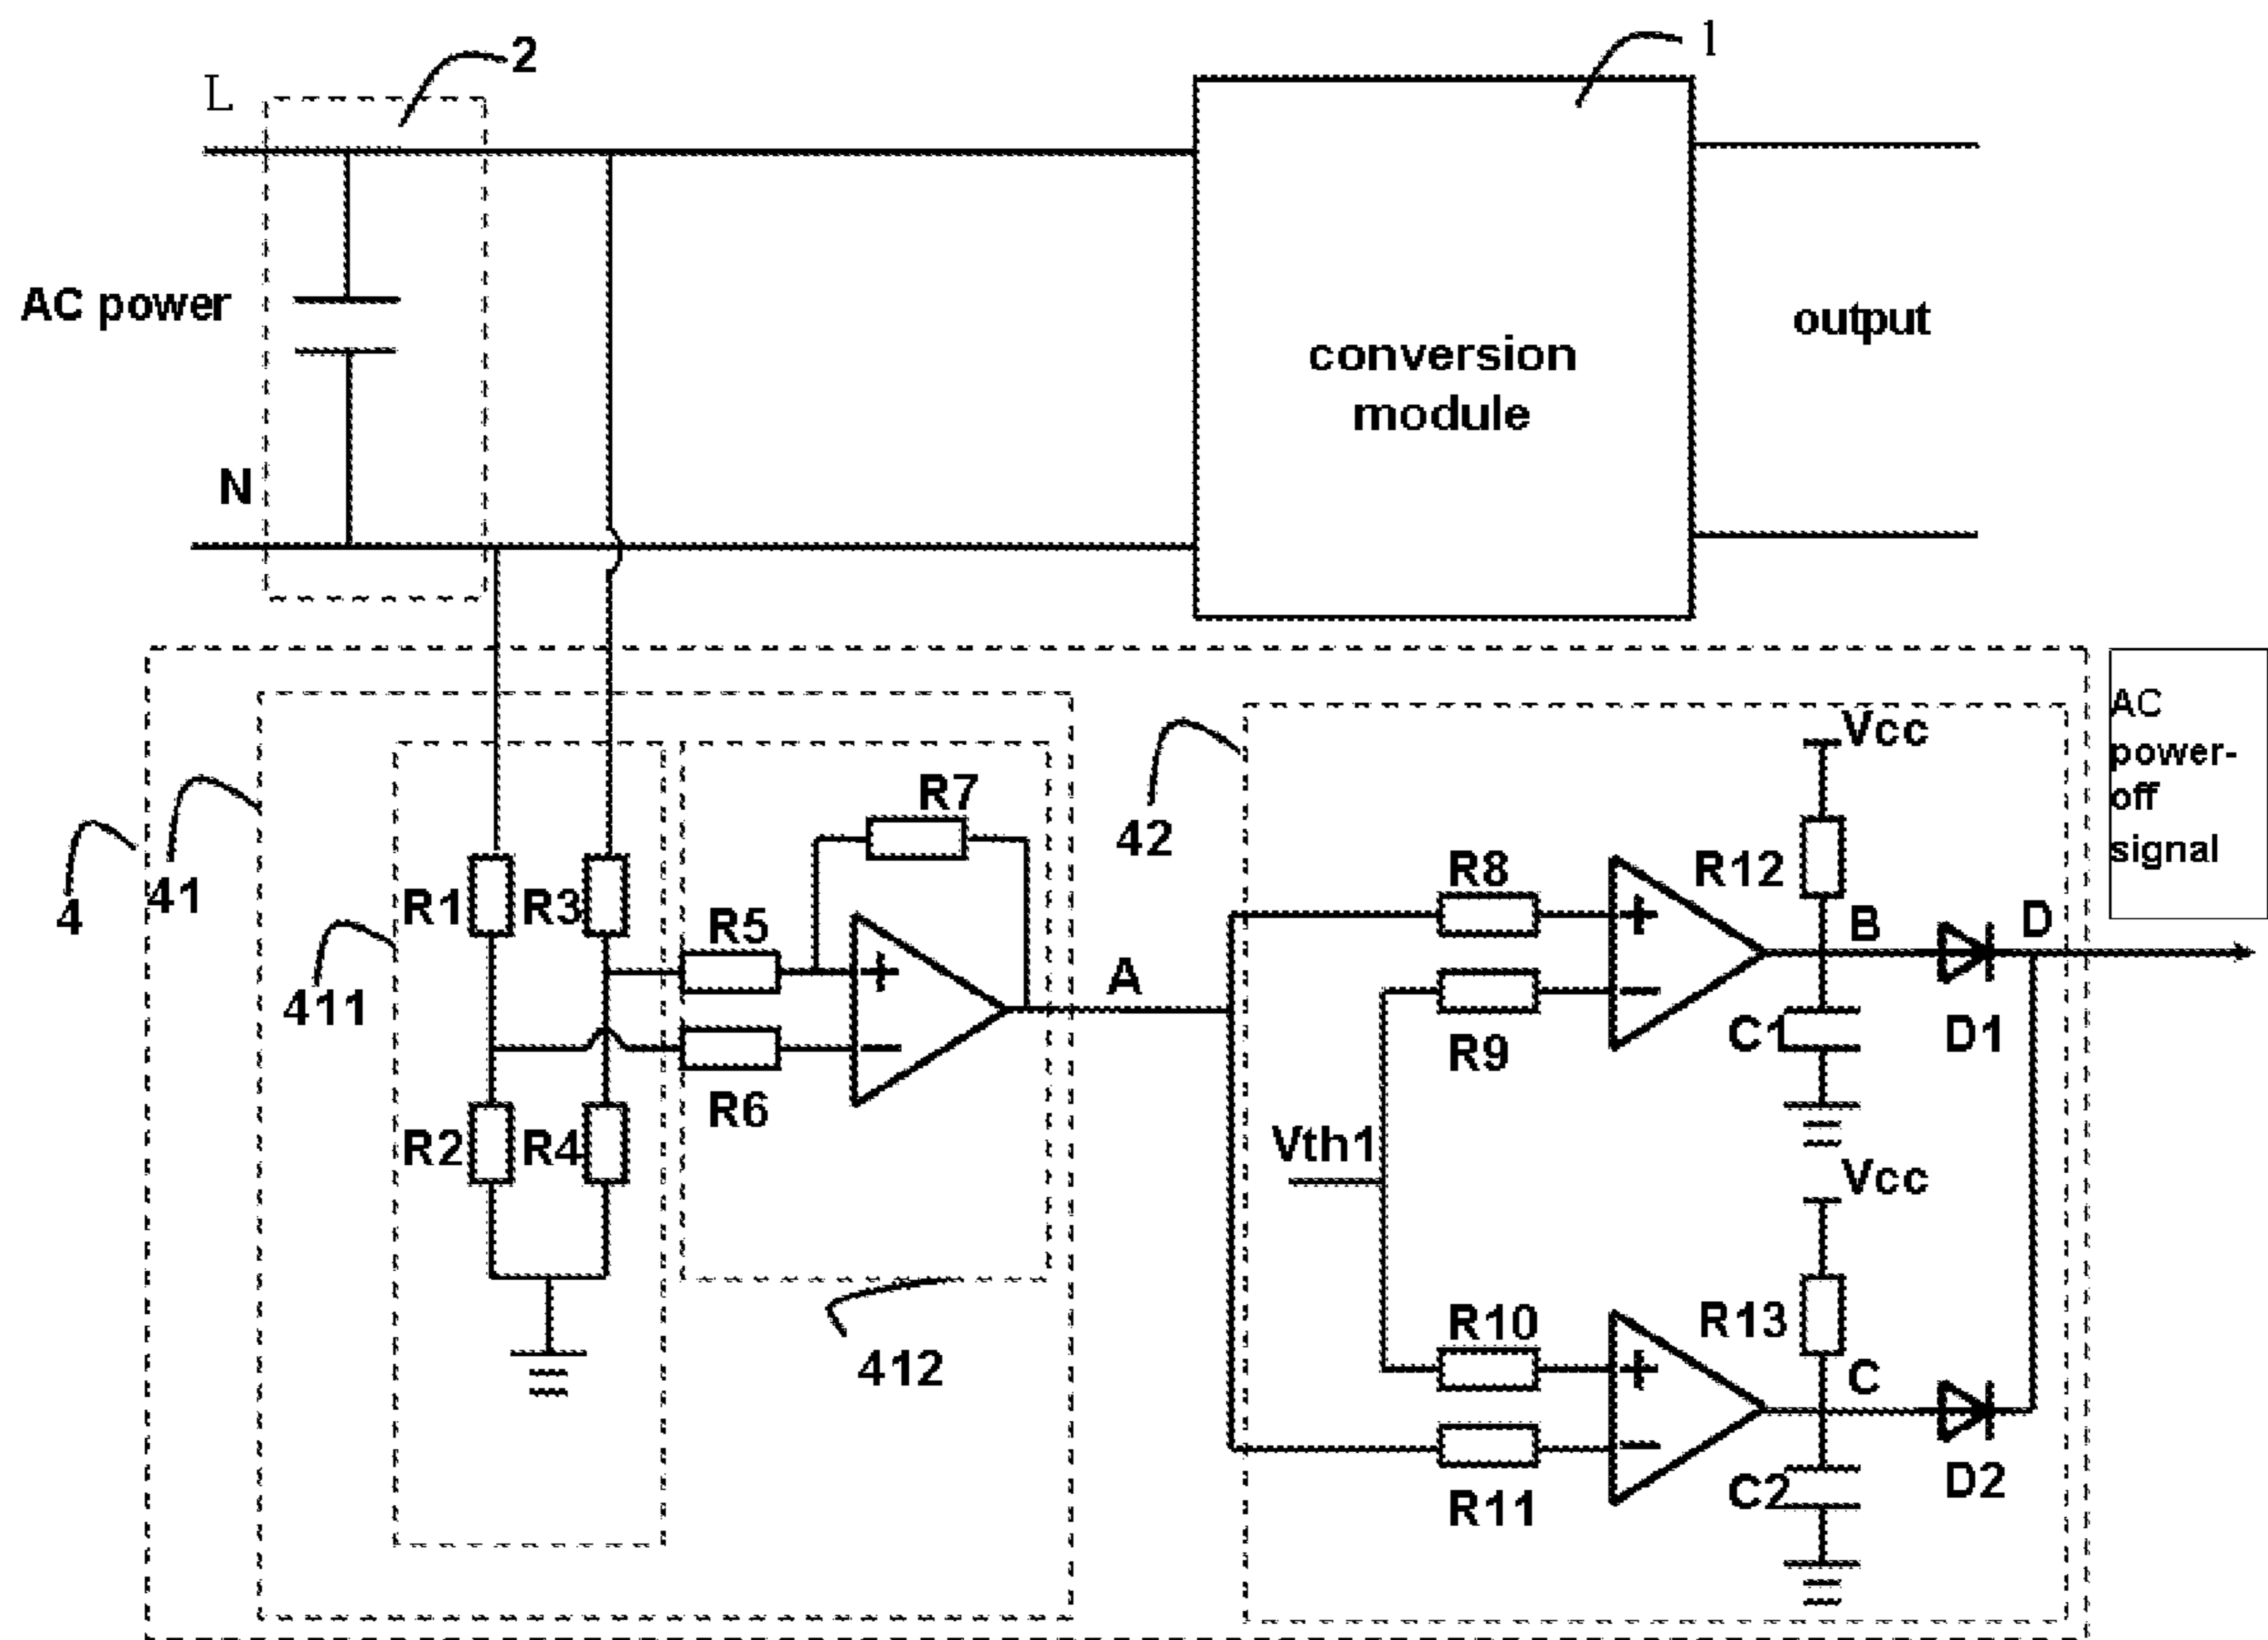 1
2
L
AC power
output
conversion
module
N
AC
power-
off
signal
Vcc
42
R7
4
41
R1
R3
R5
R8
R12
B
D
411
A
R9
C1
D1
R6
R2
R4
Vth1
Vcc
R10
R13
C
412
R11
C2
D2
+
−
+
−
+
−